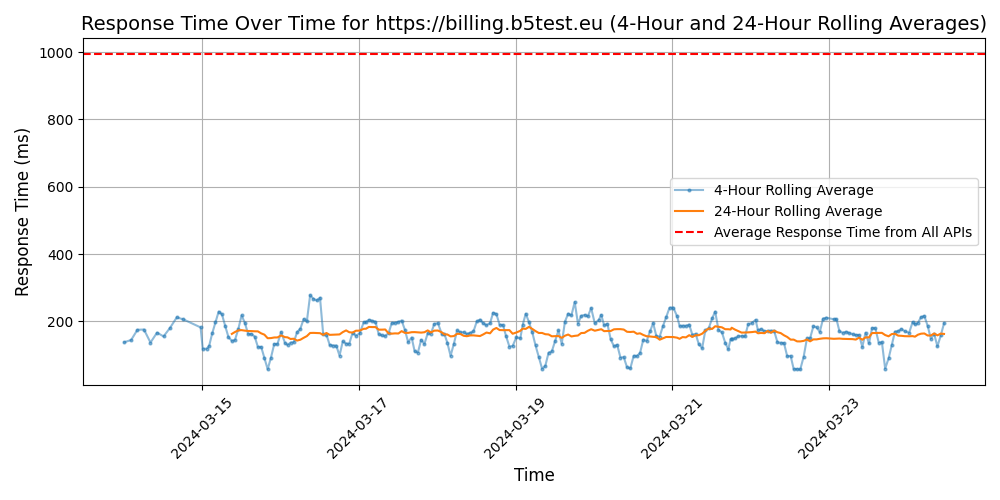 Response Time Over Time for https://billing.b5test.eu (4-Hour and 24-Hour Rolling Averages)
Response Time (ms)
1000
800
600
400
200
4-Hour Rolling Average
24-Hour Rolling Average
Average Response Time from All APIs
2024-03-15
2024-03-17
2024-03-19
2024-03-21
2024-03-23
Time